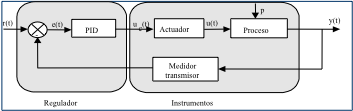 p
r(t)
e(t)
PID
u_c(t)
Actuador
u(t)
Proceso
y(t)
Medidor
transmisor
Regulador
Instrumentos